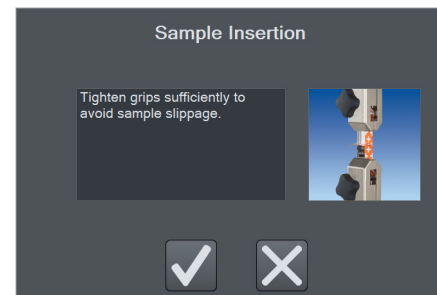 Sample Insertion
Tighten grips sufficiently to
avoid sample slippage.